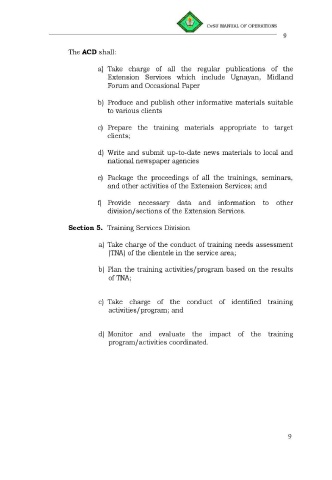 CvSU MANUAL OF OPERATIONS
9
The ACD shall:
a) Take charge of all the regular publications of the
Extension Services which include Ugnayan, Midland
Forum and Occasional Paper
b) Produce and publish other informative materials suitable
to various clients
c) Prepare the training materials appropriate to target
clients;
d) Write and submit up-to-date news materials to local and
national newspaper agencies
e) Package the proceedings of all the trainings, seminars,
and other activities of the Extension Services; and
f) Provide necessary data and information to other
division/sections of the Extension Services.
Section 5. Training Services Division
a) Take charge of the conduct of training needs assessment
(TNA) of the clientele in the service area;
b) Plan the training activities/program based on the results
of TNA;
c) Take charge of the conduct of identified training
activities/program; and
d) Monitor and evaluate the impact of the training
program/activities coordinated.
9